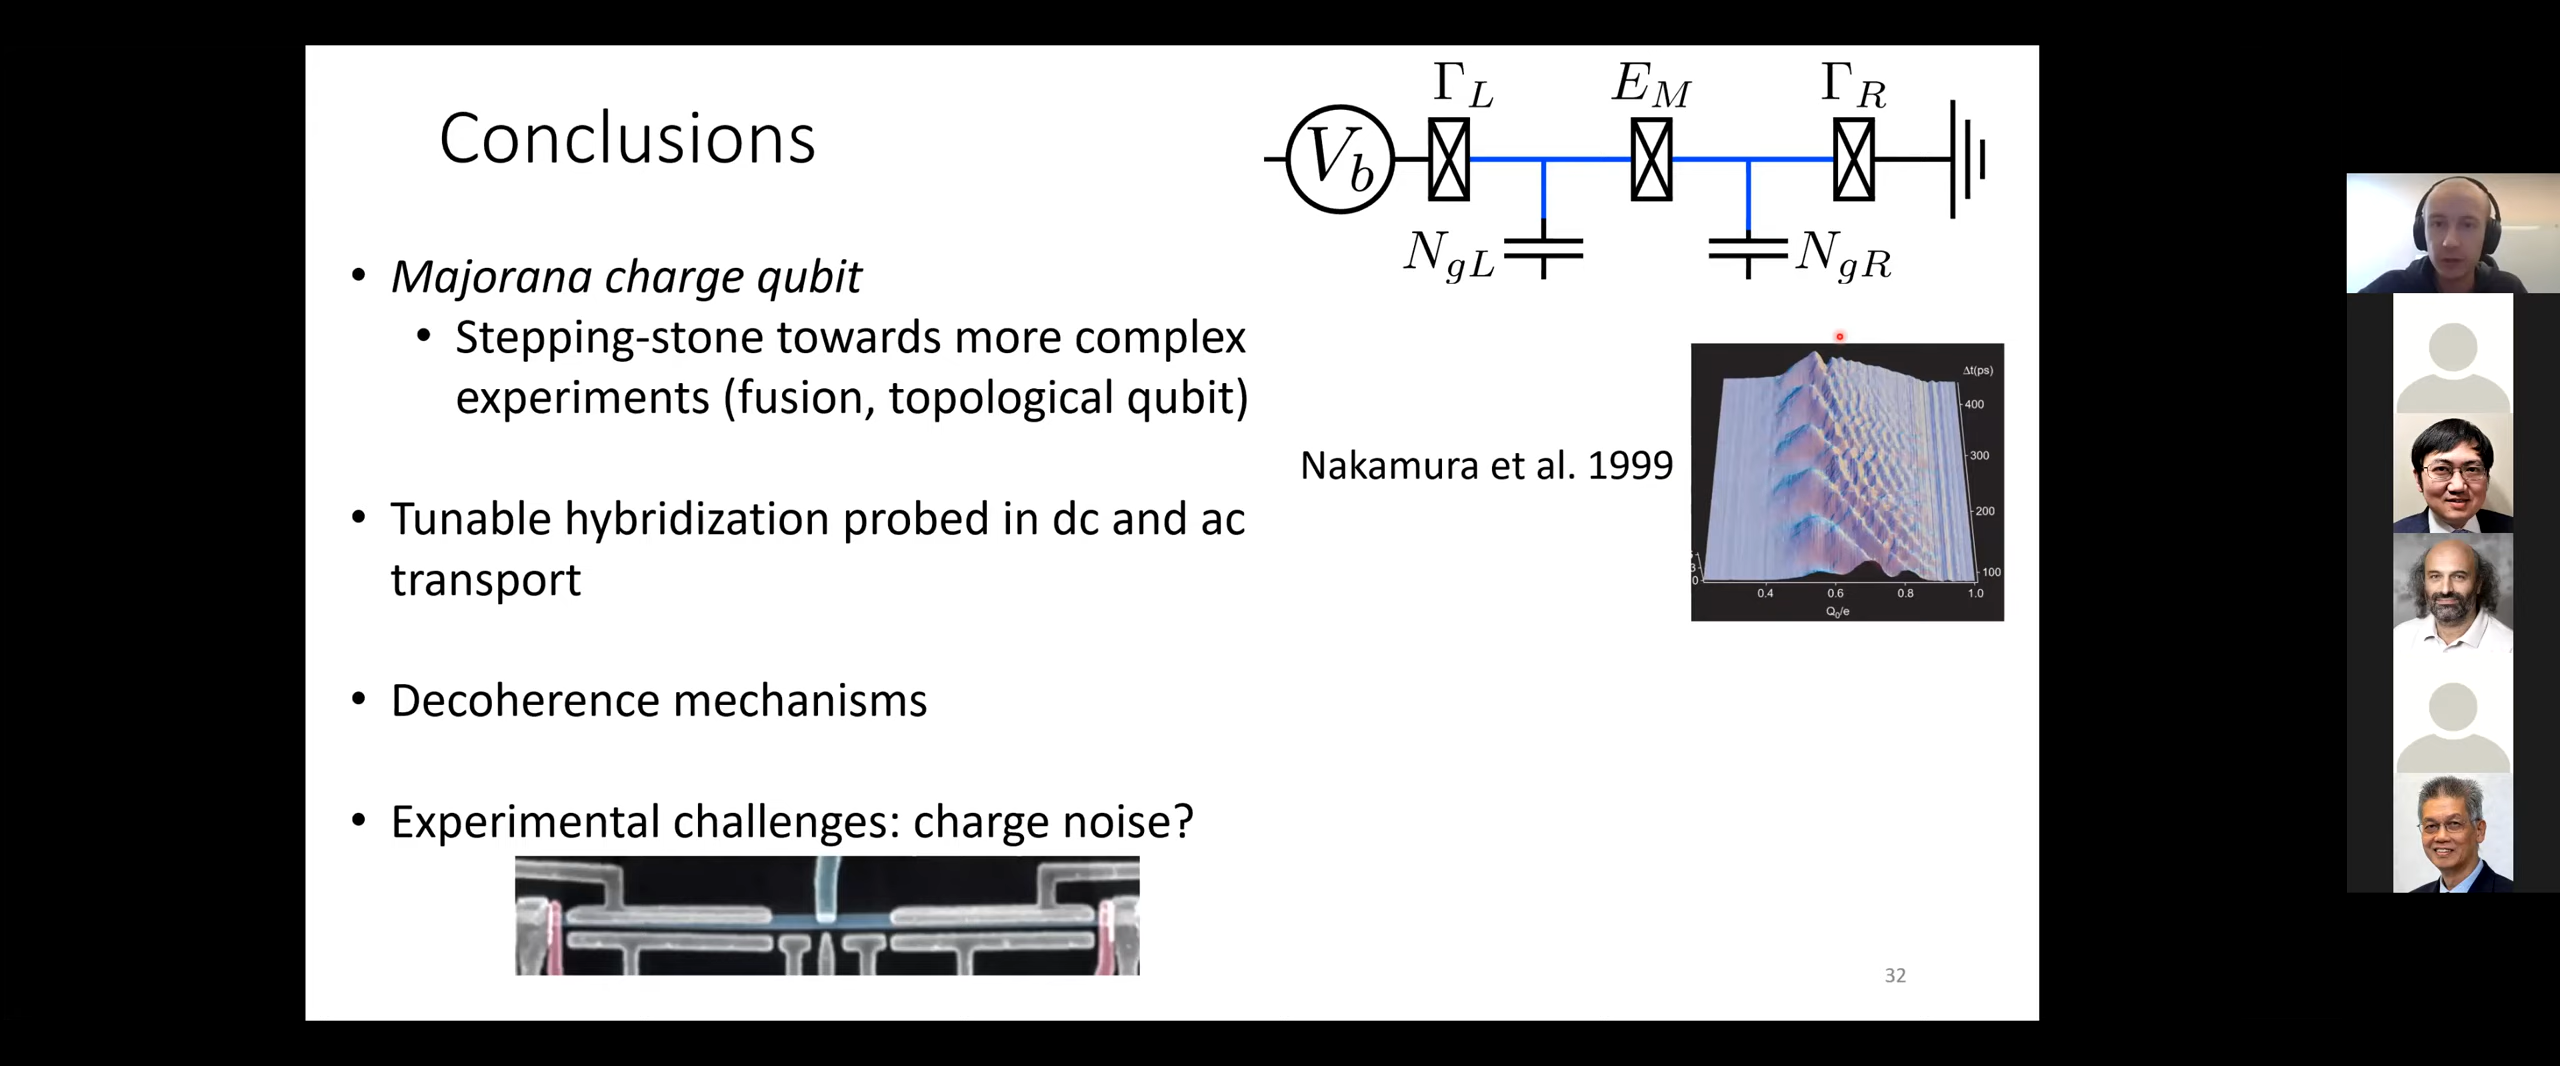 Conclusions
Γ_L E_M Γ_R
V_b
N_gL N_gR
• Majorana charge qubit
• Stepping-stone towards more complex
experiments (fusion, topological qubit)
Nakamura et al. 1999
Δt(ps)
400
300
200
100
0
0.4 0.6 0.8 1.0
Q₀/e
• Tunable hybridization probed in dc and ac
transport
• Decoherence mechanisms
• Experimental challenges: charge noise?
32